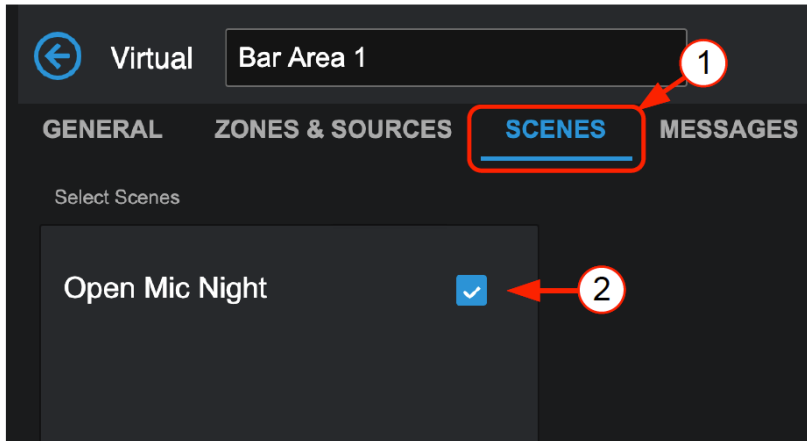 Virtual Bar Area 1
1
GENERAL ZONES & SOURCES SCENES MESSAGES
Select Scenes
Open Mic Night
2